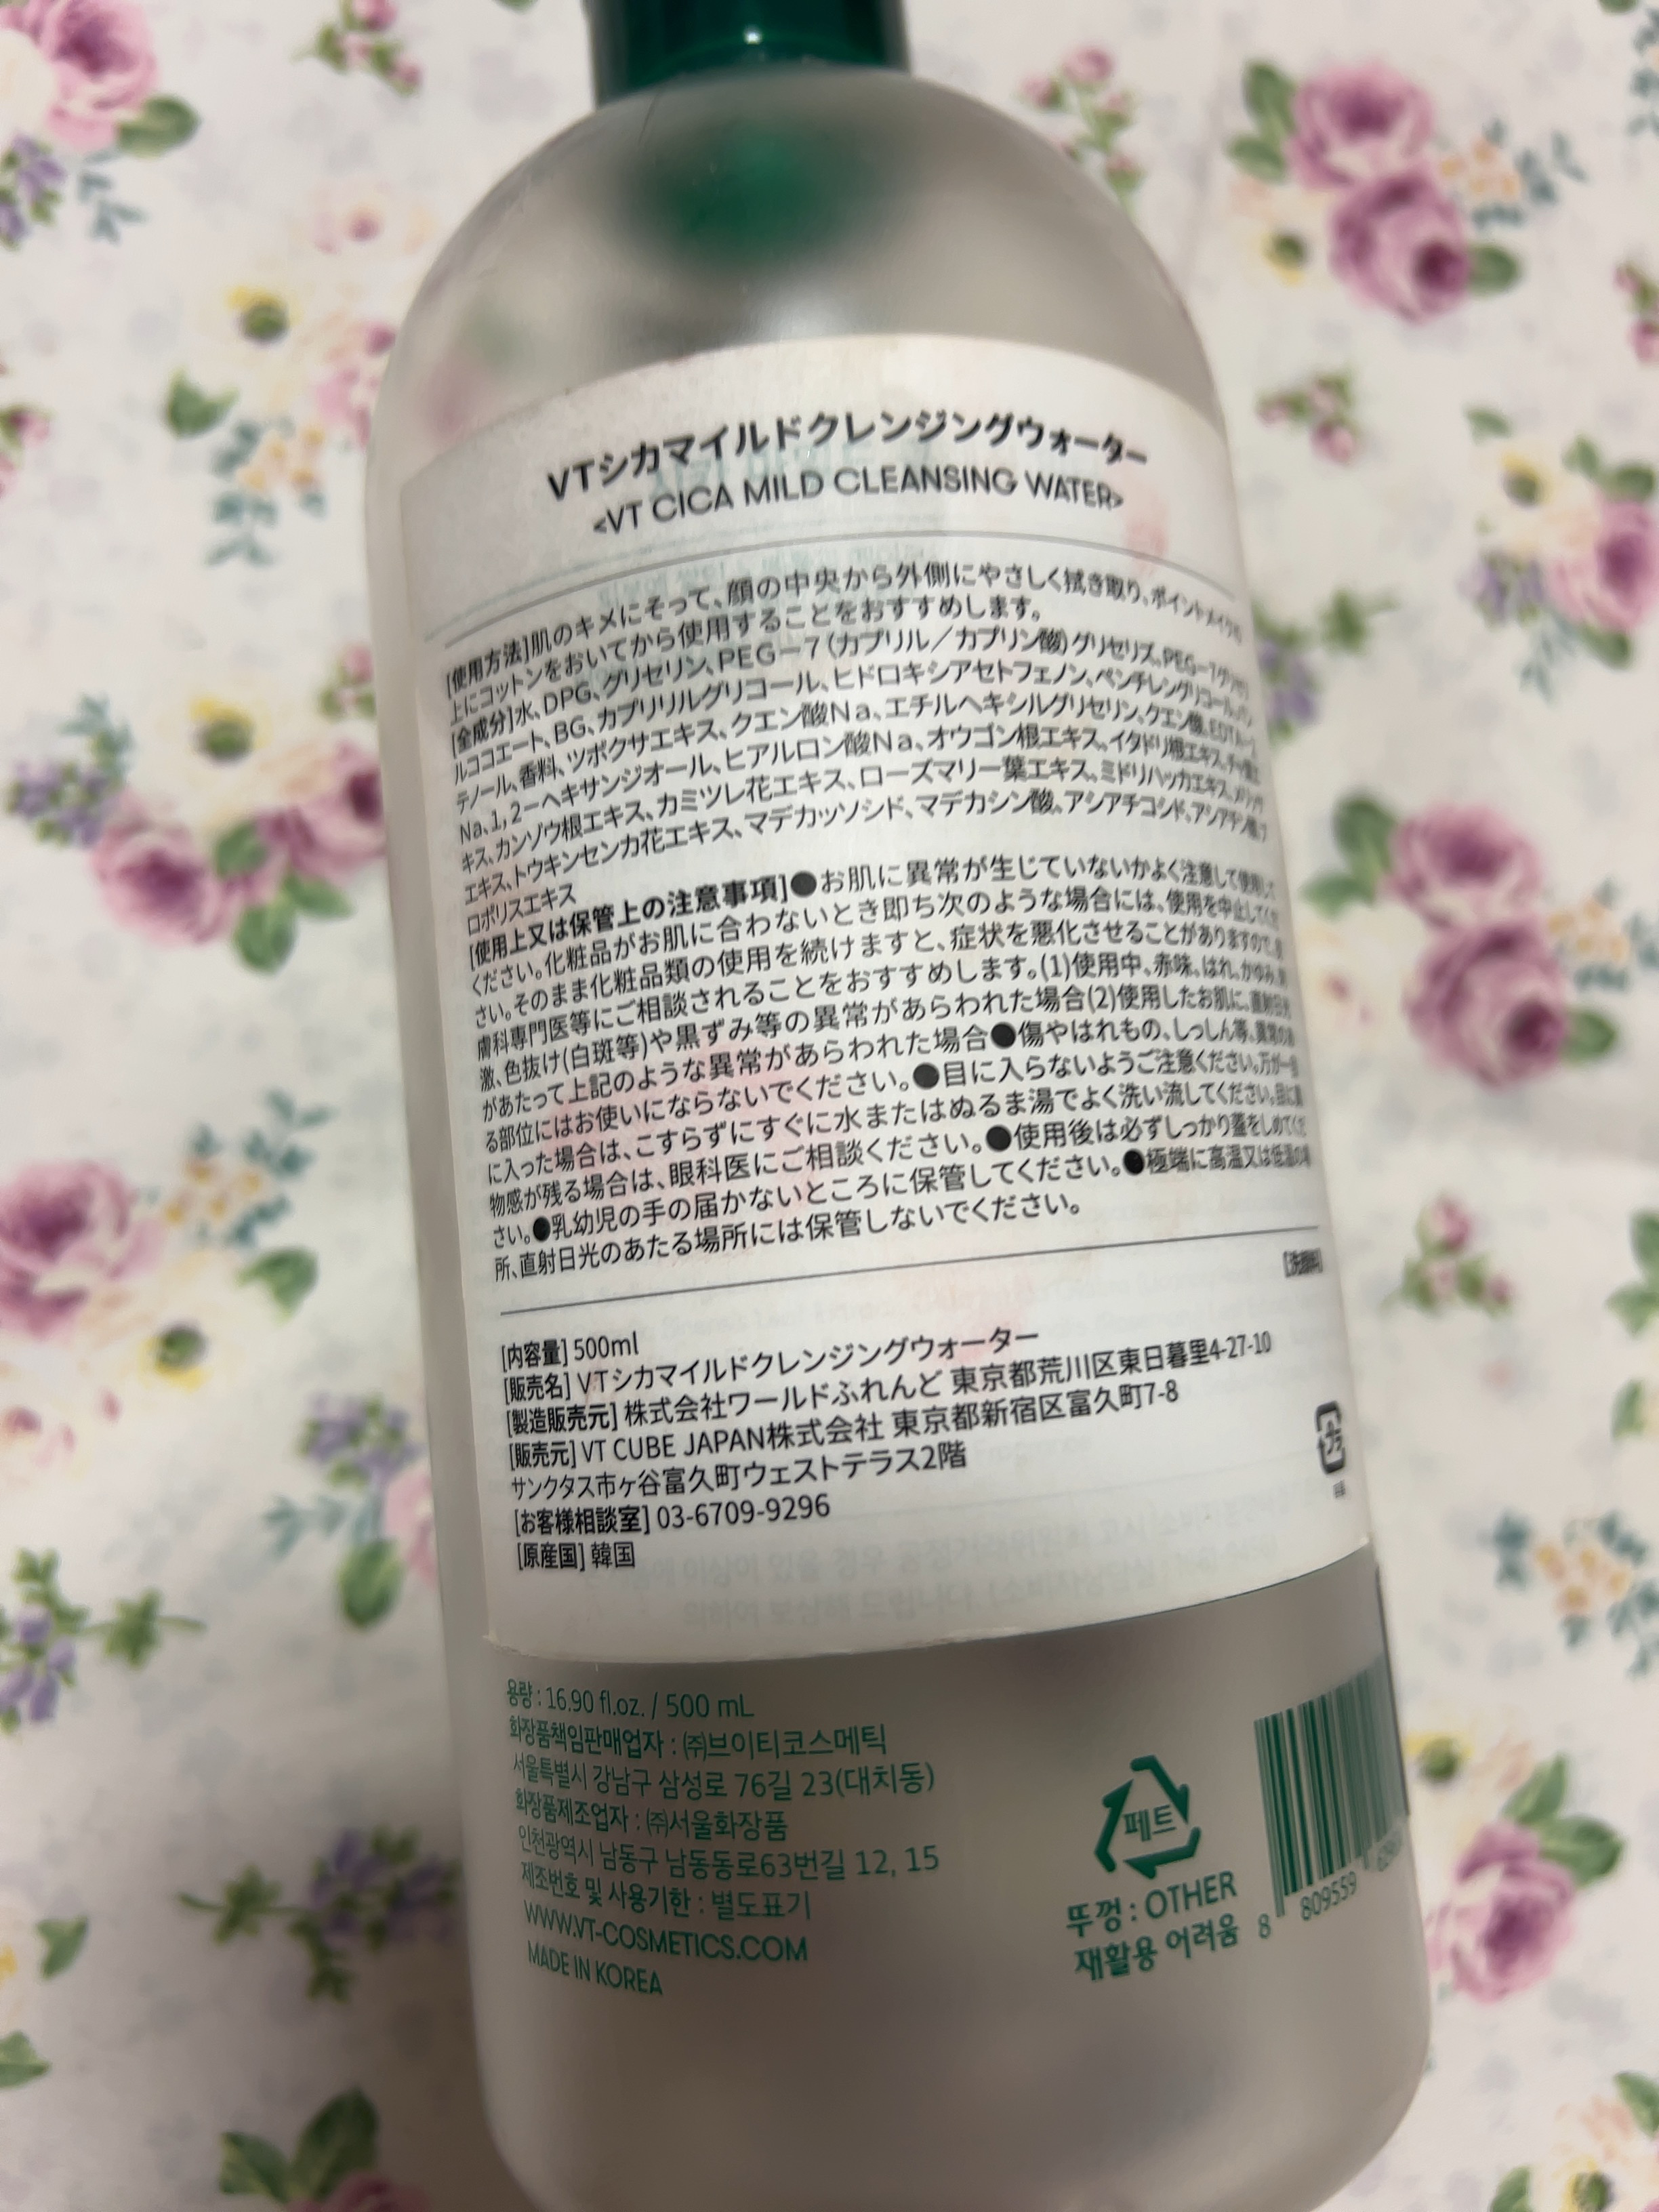 VTシカマイルドクレンジングウォーター
<VT CICA MILD CLEANSING WATER>
[使用方法]肌のキメにそって、顔の中央から外側にやさしく拭き取り、ポイントメイクの
上にコットンをおいてから使用することをおすすめします。
[全成分]水、DPG、グリセリン、PEG－7(カプリル／カプリン酸)グリセリズ、PEG－7グリセリ
ルココエート、BG、カプリリルグリコール、ヒドロキシアセトフェノン、ペンチレングリコール、パン
テノール、香料、ツボクサエキス、クエン酸Na、エチルヘキシルグリセリン、クエン酸、EDTA－2
Na、1,2－ヘキサンジオール、ヒアルロン酸Na、オウゴン根エキス、イタドリ根エキス、チャ葉エ
キス、カンゾウ根エキス、カミツレ花エキス、ローズマリー葉エキス、ミドリハッカエキス、
エキス、トウキンセンカ花エキス、マデカッソシド、マデカシン酸、アシアチコシド、アシアチン酸、プ
ロポリスエキス
[使用上又は保管上の注意事項]●お肌に異常が生じていないかよく注意して使用して
ください。化粧品がお肌に合わないとき即ち次のような場合には、使用を中止してくだ
さい。そのまま化粧品類の使用を続けますと、症状を悪化させることがありますので、皮
膚科専門医等にご相談されることをおすすめします。(1)使用中、赤味、はれ、かゆみ、刺
激、色抜け(白斑等)や黒ずみ等の異常があらわれた場合(2)使用したお肌に、直射日光
があたって上記のような異常があらわれた場合●傷やはれもの、しっしん等、異常のあ
る部位にはお使いにならないでください。●目に入らないようご注意ください。万が一目
に入った場合は、こすらずにすぐに水またはぬるま湯でよく洗い流してください。目に異
物感が残る場合は、眼科医にご相談ください。●使用後は必ずしっかり蓋をしめてくだ
さい。●乳幼児の手の届かないところに保管してください。●極端に高温又は低温の場
所、直射日光のあたる場所には保管しないでください。
[洗顔料]
[内容量] 500ml
[販売名] VTシカマイルドクレンジングウォーター
[製造販売元] 株式会社ワールドふれんど 東京都荒川区東日暮里4-27-10
[販売元] VT CUBE JAPAN株式会社 東京都新宿区富久町7-8
サンクタス市ヶ谷富久町ウェストテラス2階
[お客様相談室] 03-6709-9296
[原産国] 韓国
プラ
용량 : 16.90 fl.oz. / 500 mL
화장품책임판매업자 : ㈜브이티코스메틱
서울특별시 강남구 삼성로 76길 23(대치동)
화장품제조업자 : ㈜서울화장품
인천광역시 남동구 남동동로63번길 12, 15
제조번호 및 사용기한 : 별도표기
WWW.VT-COSMETICS.COM
MADE IN KOREA
페트
뚜껑 : OTHER
재활용 어려움
8 809559